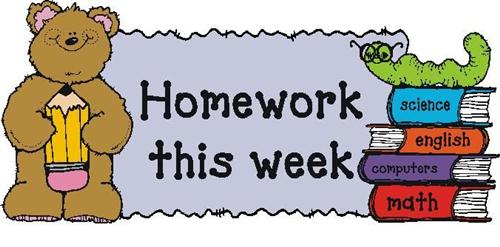 Homework
this week
science
english
computers
math